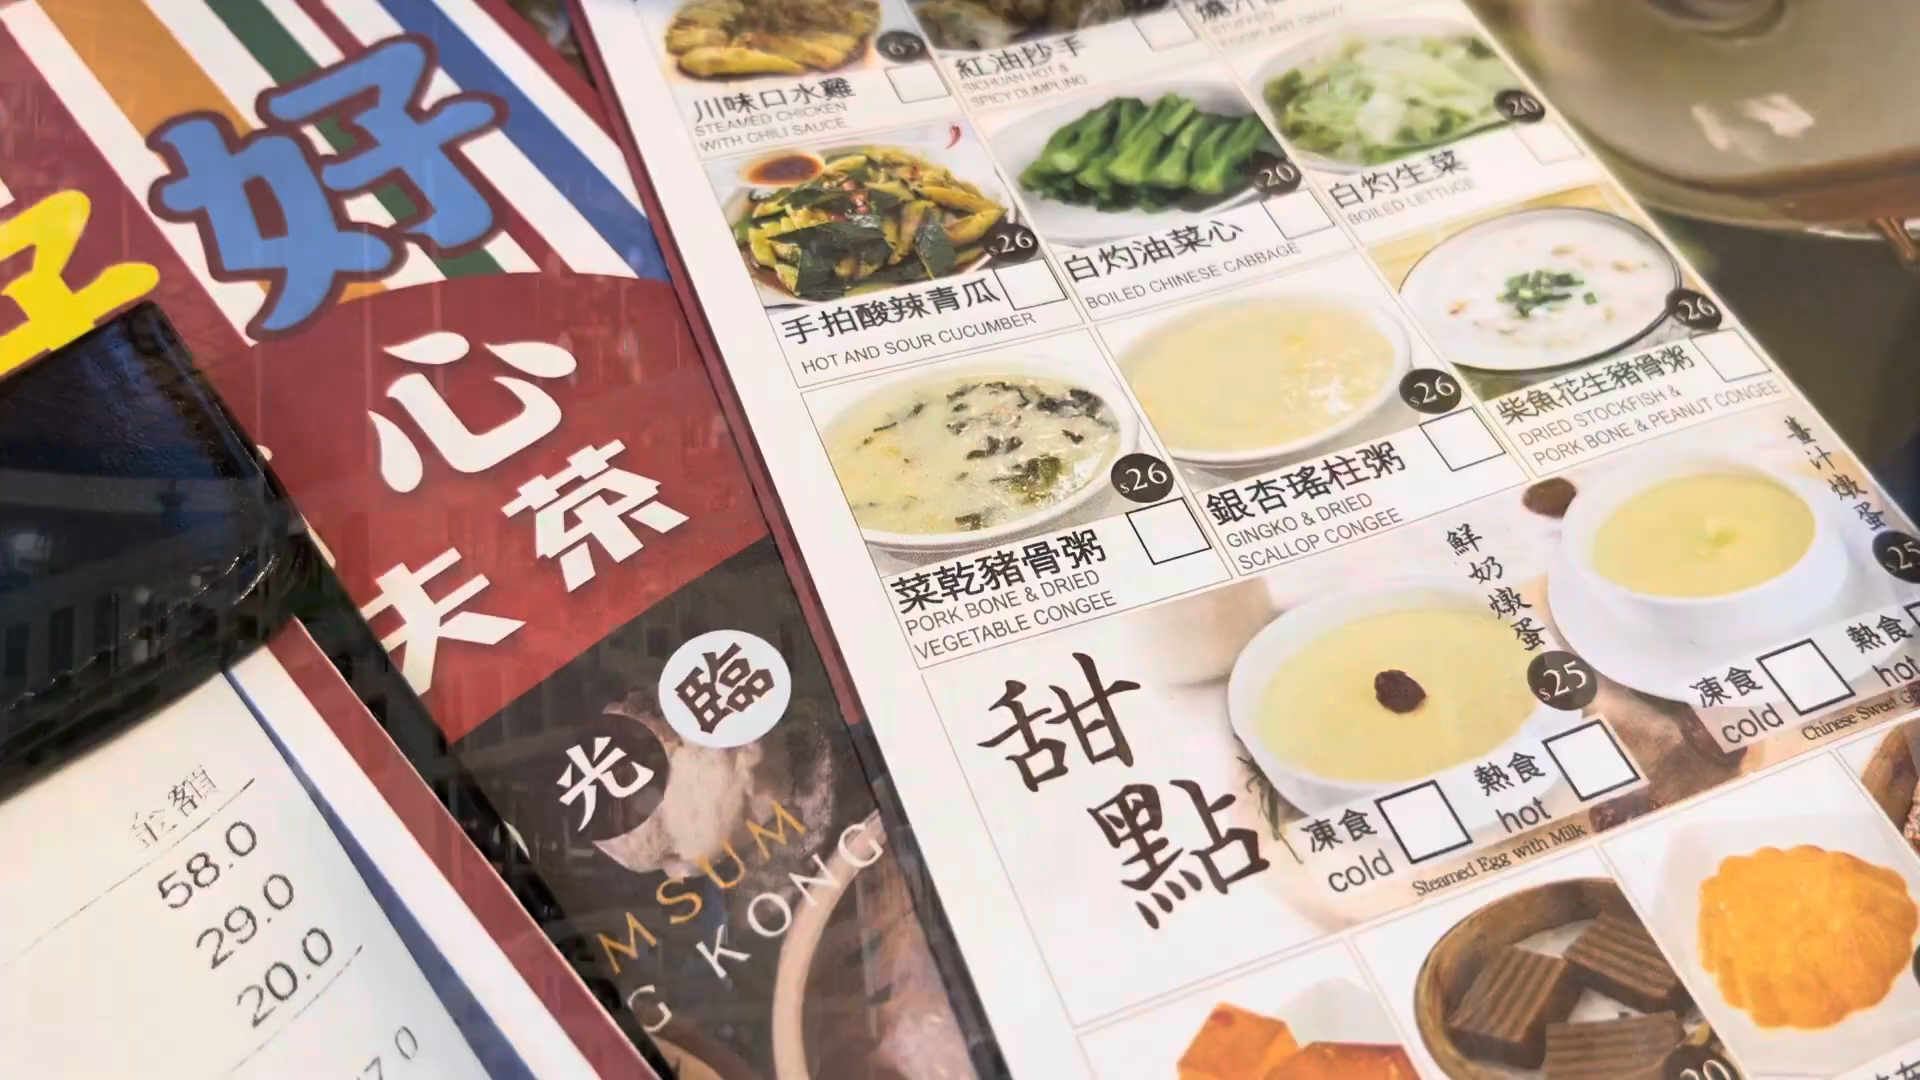 好
心
茶
夫
光
臨
MSUM
G KONG
金額
58.0
29.0
20.0
川味口水雞
STEAMED CHICKEN
WITH CHILI SAUCE
65
紅油抄手
SICHUAN HOT &
SPICY DUMPLING
EGGPLANT
手拍酸辣青瓜
HOT AND SOUR CUCUMBER
$26
白灼油菜心
BOILED CHINESE CABBAGE
20
白灼生菜
BOILED LETTUCE
20
菜乾豬骨粥
PORK BONE & DRIED
VEGETABLE CONGEE
$26
銀杏瑤柱粥
GINGKO & DRIED
SCALLOP CONGEE
$26
柴魚花生豬骨粥
DRIED STOCKFISH &
PORK BONE & PEANUT CONGEE
$26
甜點
鮮奶燉蛋
$25
凍食
cold
熱食
hot
Steamed Egg with Milk
薑汁燉蛋
$25
凍食
cold
熱食
hot
Chinese Sweet